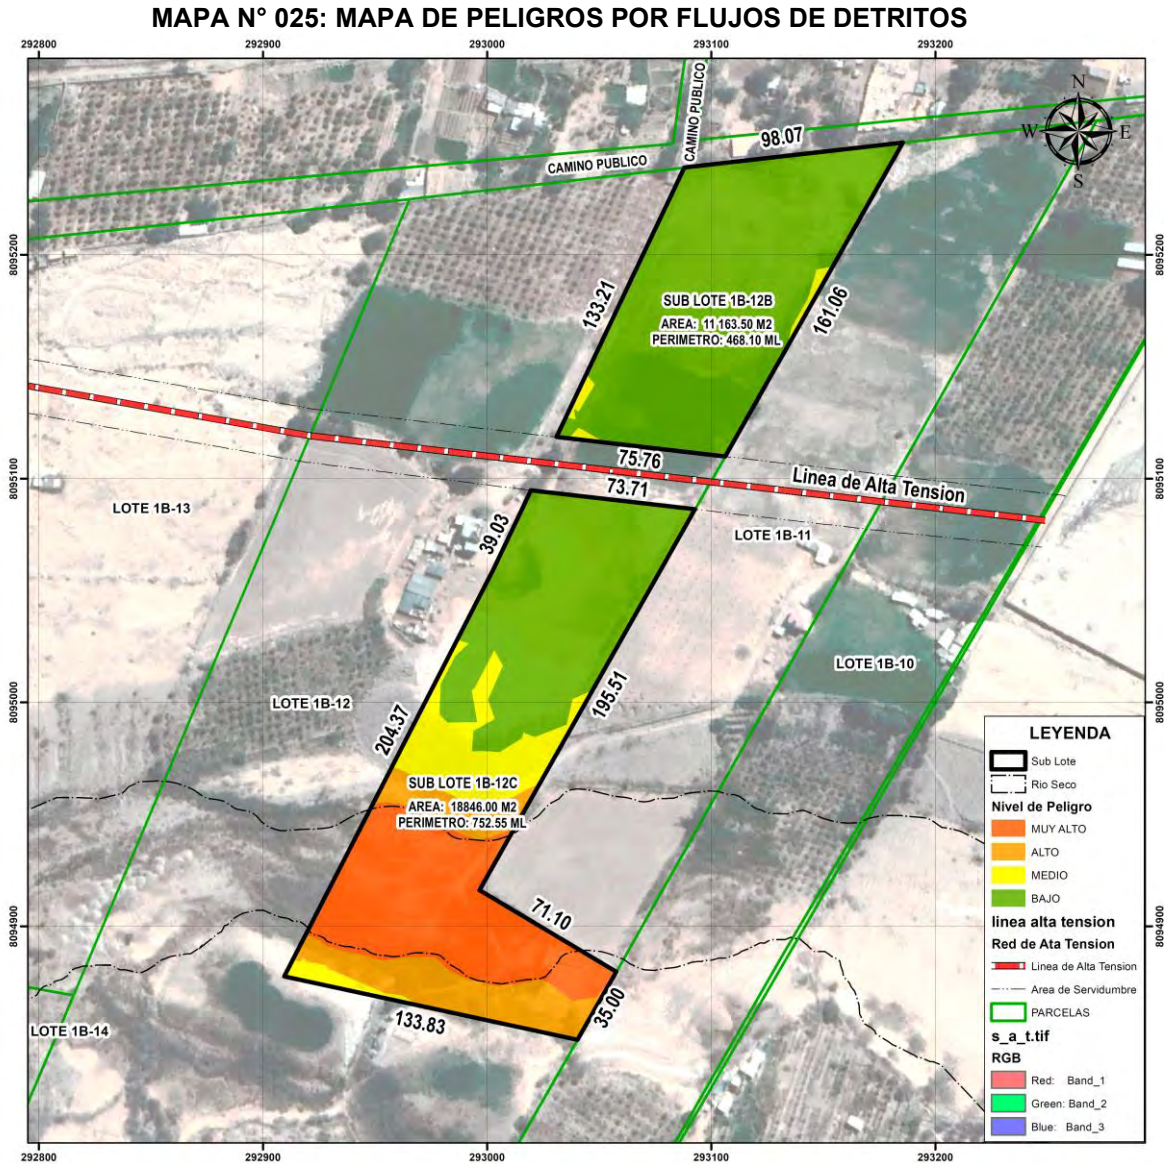 MAPA N° 025: MAPA DE PELIGROS POR FLUJOS DE DETRITOS
292800
292900
293000
293100
293200
CAMINO PUBLICO
98.07
CAMINO PUBLICO
N
W
E
S
8095200
8095200
133.21
SUB LOTE 1B-12B
AREA: 11 163.50 M2
PERIMETRO: 468.10 ML
161.06
75.76
73.71
Linea de Alta Tension
8095100
8095100
LOTE 1B-13
39.03
LOTE 1B-11
LOTE 1B-10
LOTE 1B-12
204.37
195.51
8095000
8095000
SUB LOTE 1B-12C
AREA: 18846.00 M2
PERIMETRO: 752.55 ML
71.10
8094900
8094900
35.00
133.83
LOTE 1B-14
LEYENDA
Sub Lote
Rio Seco
Nivel de Peligro
MUY ALTO
ALTO
MEDIO
BAJO
linea alta tension
Red de Ata Tension
Linea de Alta Tension
Area de Servidumbre
PARCELAS
s_a_t.tif
RGB
Red: Band_1
Green: Band_2
Blue: Band_3
292800
292900
293000
293100
293200